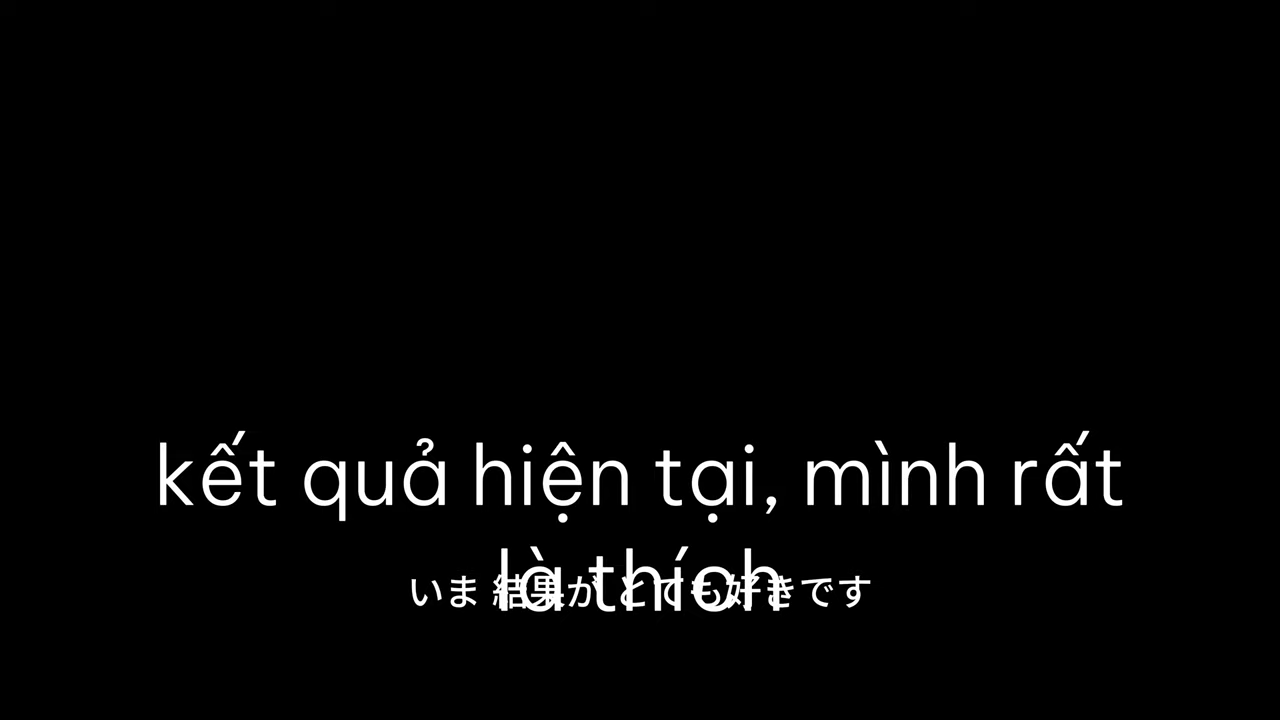 kết quả hiện tại, mình rất
là thích
いま 結果が とても好きです